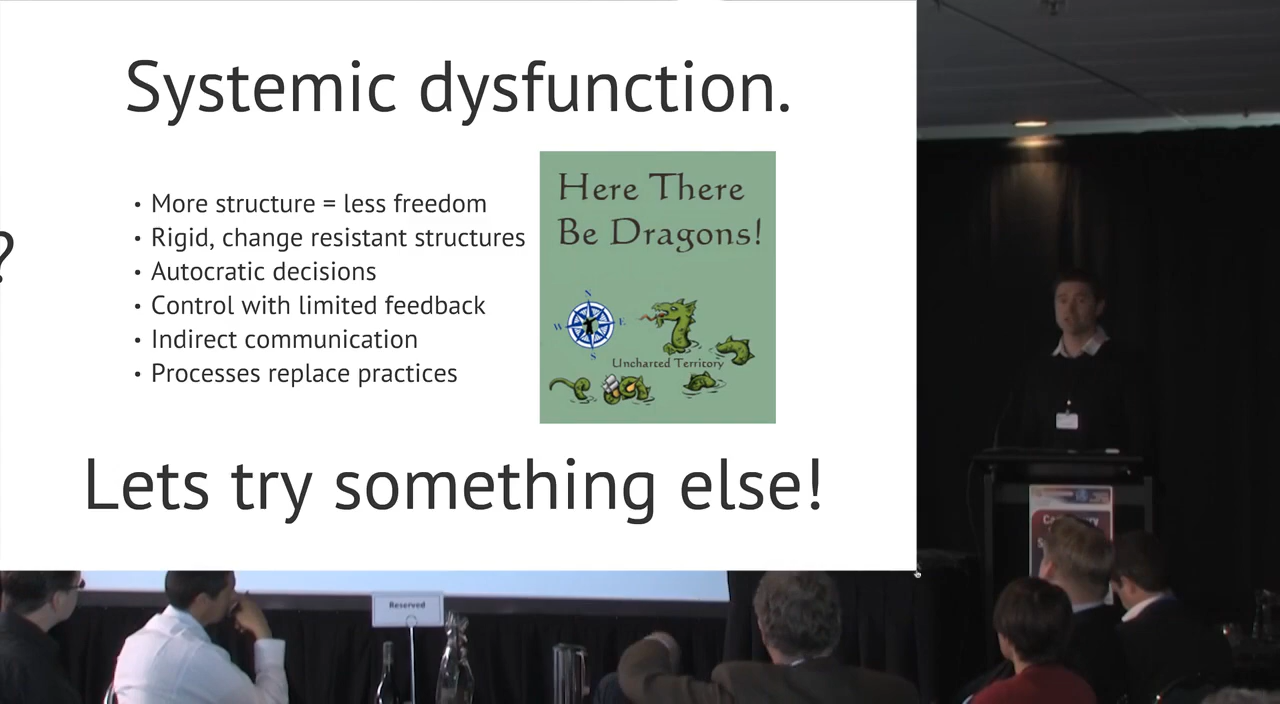 Systemic dysfunction.
• More structure = less freedom
• Rigid, change resistant structures
• Autocratic decisions
• Control with limited feedback
• Indirect communication
• Processes replace practices
Here There
Be Dragons!
S
W
E
S
Uncharted Territory
?
Lets try something else!
Reserved